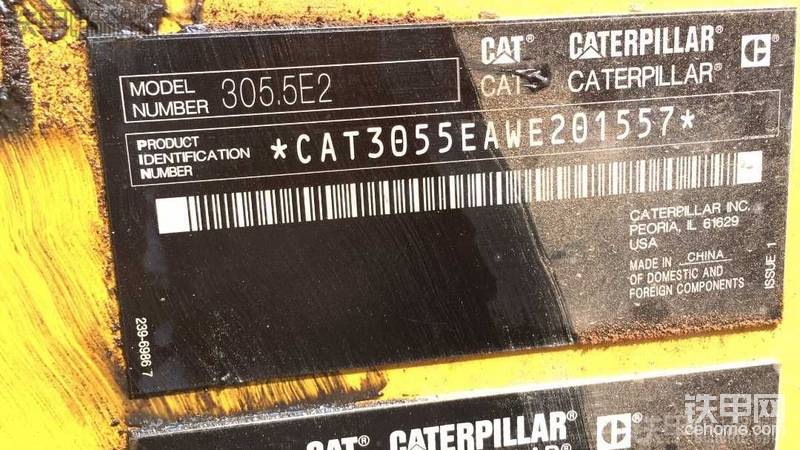 CAT® CATERPILLAR® C
CAT CATERPILLAR®
MODEL NUMBER 305.5E2
PRODUCT IDENTIFICATION NUMBER *CAT3055EAWE201557*
CATERPILLAR INC.
PEORIA, IL 61629
USA
MADE IN CHINA
OF DOMESTIC AND
FOREIGN COMPONENTS
ISSUE 1
239-6986 7
CAT® CATERPILLAR® C
铁甲网
cehome.com